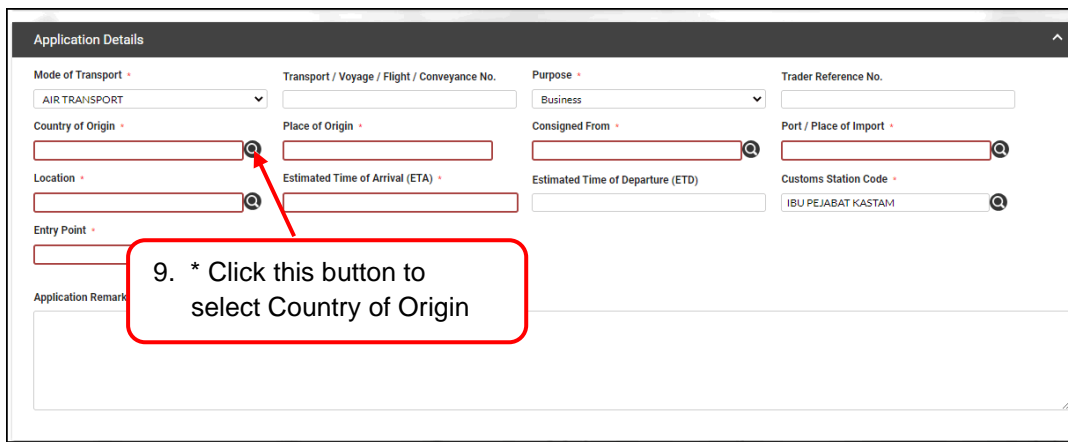 Application Details
Mode of Transport * Transport / Voyage / Flight / Conveyance No. Purpose * Trader Reference No.
AIR TRANSPORT Business
Country of Origin * Place of Origin * Consigned From * Port / Place of Import *
Location * Estimated Time of Arrival (ETA) * Estimated Time of Departure (ETD) Customs Station Code *
IBU PEJABAT KASTAM
Entry Point *
9. * Click this button to
select Country of Origin
Application Remark